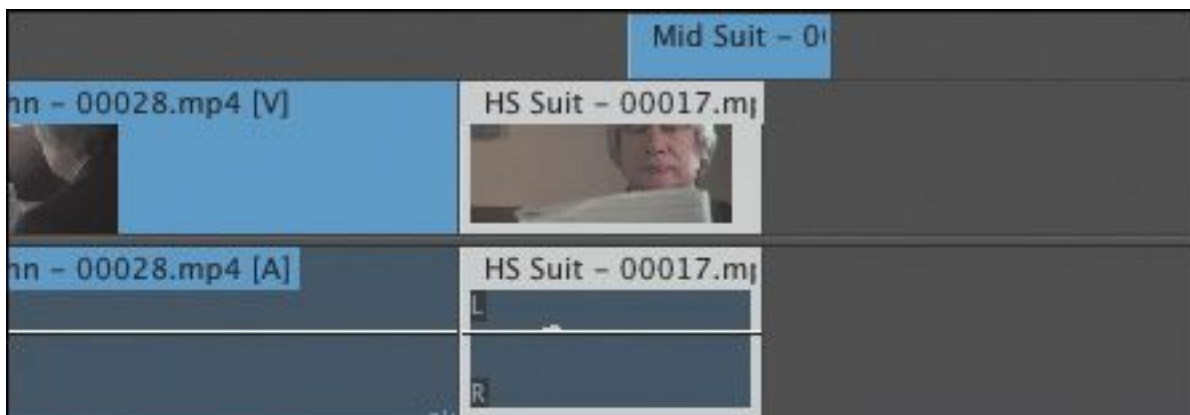 Mid Suit – 0
nn – 00028.mp4 [V]
HS Suit – 00017.m
nn – 00028.mp4 [A]
HS Suit – 00017.m
L
R